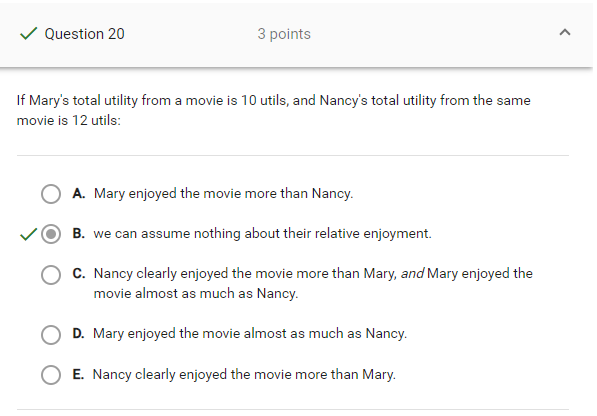 Question 20 3 points
If Mary's total utility from a movie is 10 utils, and Nancy's total utility from the same
movie is 12 utils:
A. Mary enjoyed the movie more than Nancy.
B. we can assume nothing about their relative enjoyment.
C. Nancy clearly enjoyed the movie more than Mary, and Mary enjoyed the
movie almost as much as Nancy.
D. Mary enjoyed the movie almost as much as Nancy.
E. Nancy clearly enjoyed the movie more than Mary.